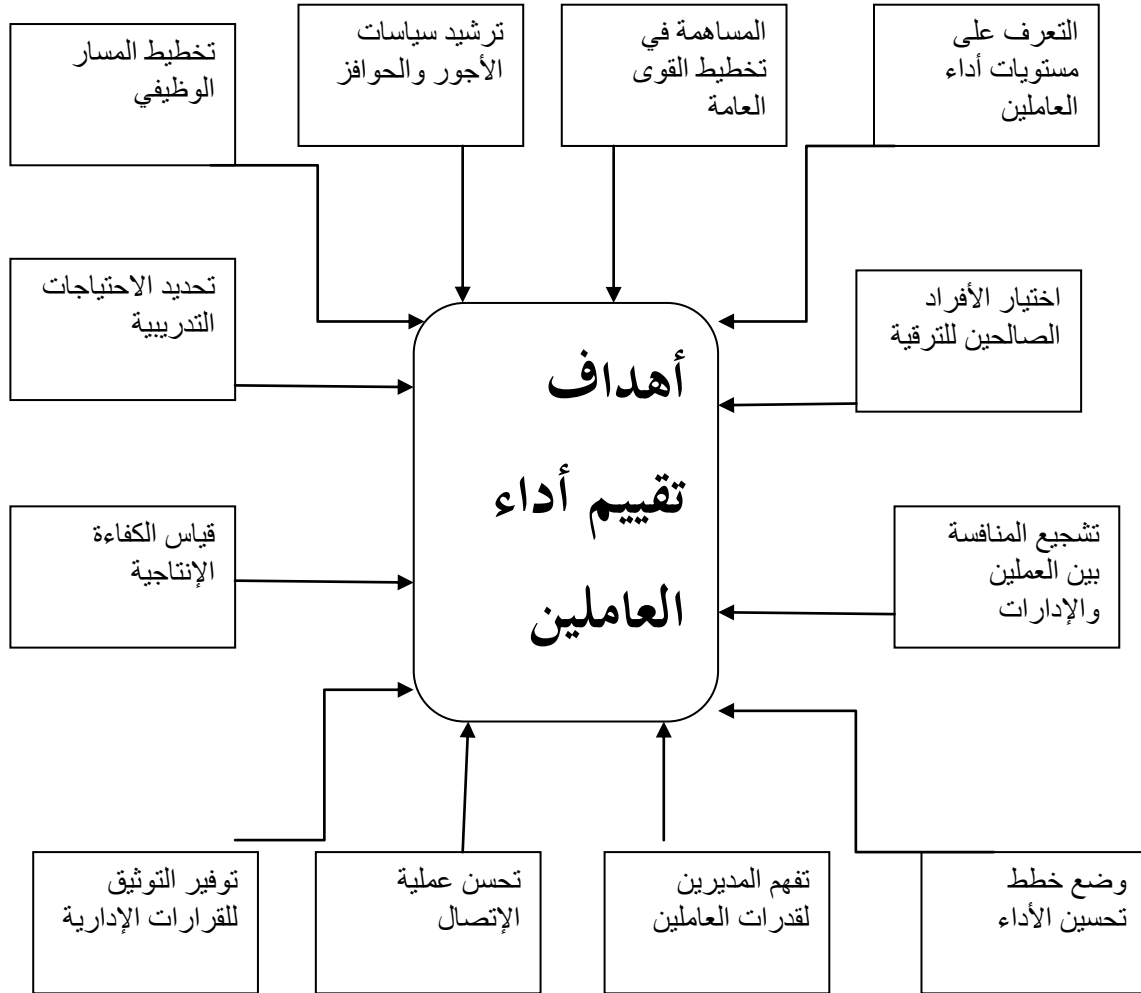 التعرف على
مستويات أداء
العاملين
المساهمة في
تخطيط القوى
العامة
ترشيد سياسات
الأجور والحوافز
تخطيط المسار
الوظيفي
اختيار الأفراد
الصالحين للترقية
تحديد الاحتياجات
التدريبية
أهداف
تقييم أداء
العاملين
تشجيع المنافسة
بين العملين
والإدارات
قياس الكفاءة
الإنتاجية
وضع خطط
تحسين الأداء
تفهم المديرين
لقدرات العاملين
تحسن عملية
الإتصال
توفير التوثيق
للقرارات الإدارية